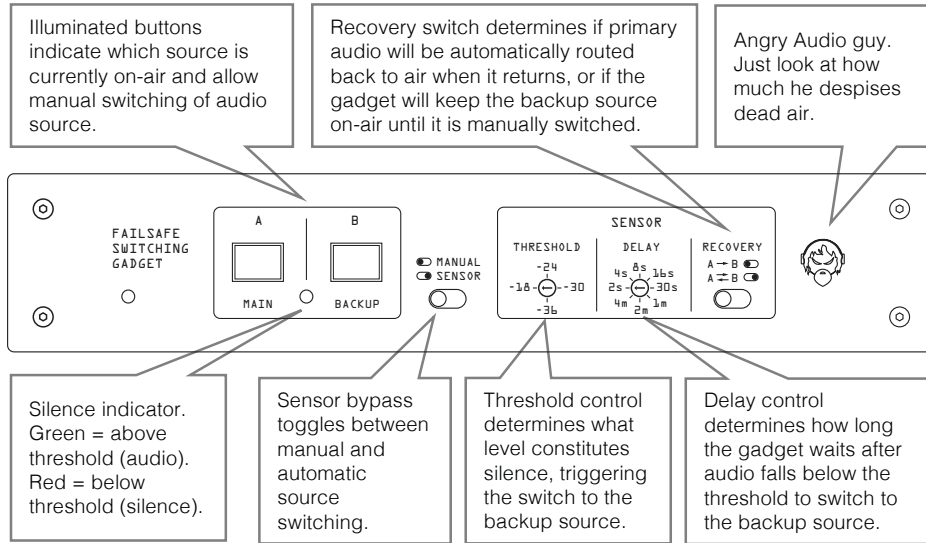 Illuminated buttons
indicate which source is
currently on-air and allow
manual switching of audio
source.
Recovery switch determines if primary
audio will be automatically routed
back to air when it returns, or if the
gadget will keep the backup source
on-air until it is manually switched.
Angry Audio guy.
Just look at how
much he despises
dead air.
FAILSAFE
SWITCHING
GADGET
A
B
MAIN
BACKUP
MANUAL
SENSOR
SENSOR
THRESHOLD
-24
-18 -30
-36
DELAY
8s
4s 16s
2s 30s
4m 1m
2m
RECOVERY
A → B
A ⇄ B
Silence indicator.
Green = above
threshold (audio).
Red = below
threshold (silence).
Sensor bypass
toggles between
manual and
automatic
source
switching.
Threshold control
determines what
level constitutes
silence, triggering
the switch to the
backup source.
Delay control
determines how long
the gadget waits after
audio falls below the
threshold to switch to
the backup source.